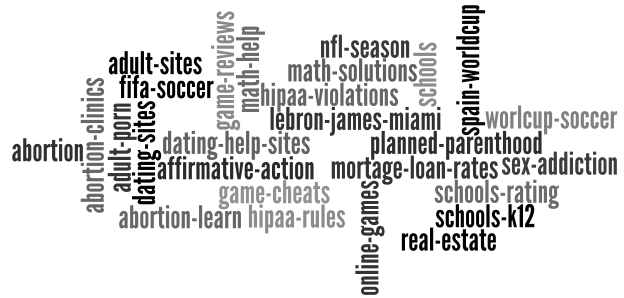 adult-sites
fifa-soccer
game-reviews
math-help
nfl-season
math-solutions
schools
spain-worldcup
hipaa-violations
lebron-james-miami
worlcup-soccer
abortion
abortion-clinics
adult-porn
dating-sites
dating-help-sites
planned-parenthood
affirmative-action
mortage-loan-rates
sex-addiction
game-cheats
schools-rating
abortion-learn
hipaa-rules
online-games
schools-k12
real-estate